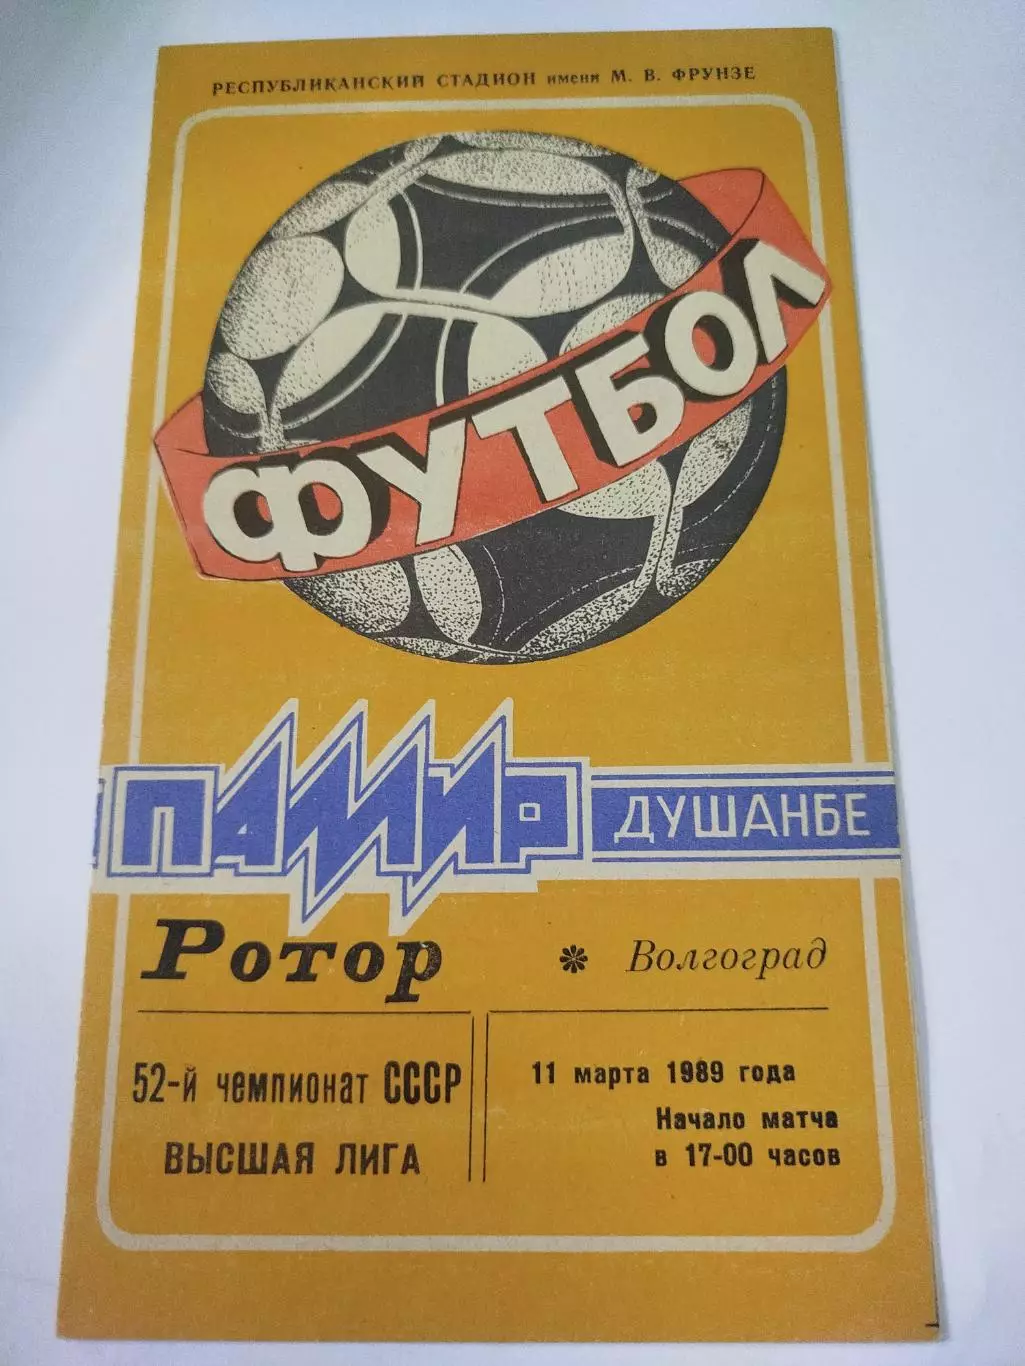 РЕСПУБЛИКАНСКИЙ СТАДИОН имени М. В. ФРУНЗЕ
ФУТБОЛ
ПАМИР ДУШАНБЕ
Ротор * Волгоград
52-й чемпионат СССР
ВЫСШАЯ ЛИГА
11 марта 1989 года
Начало матча
в 17-00 часов